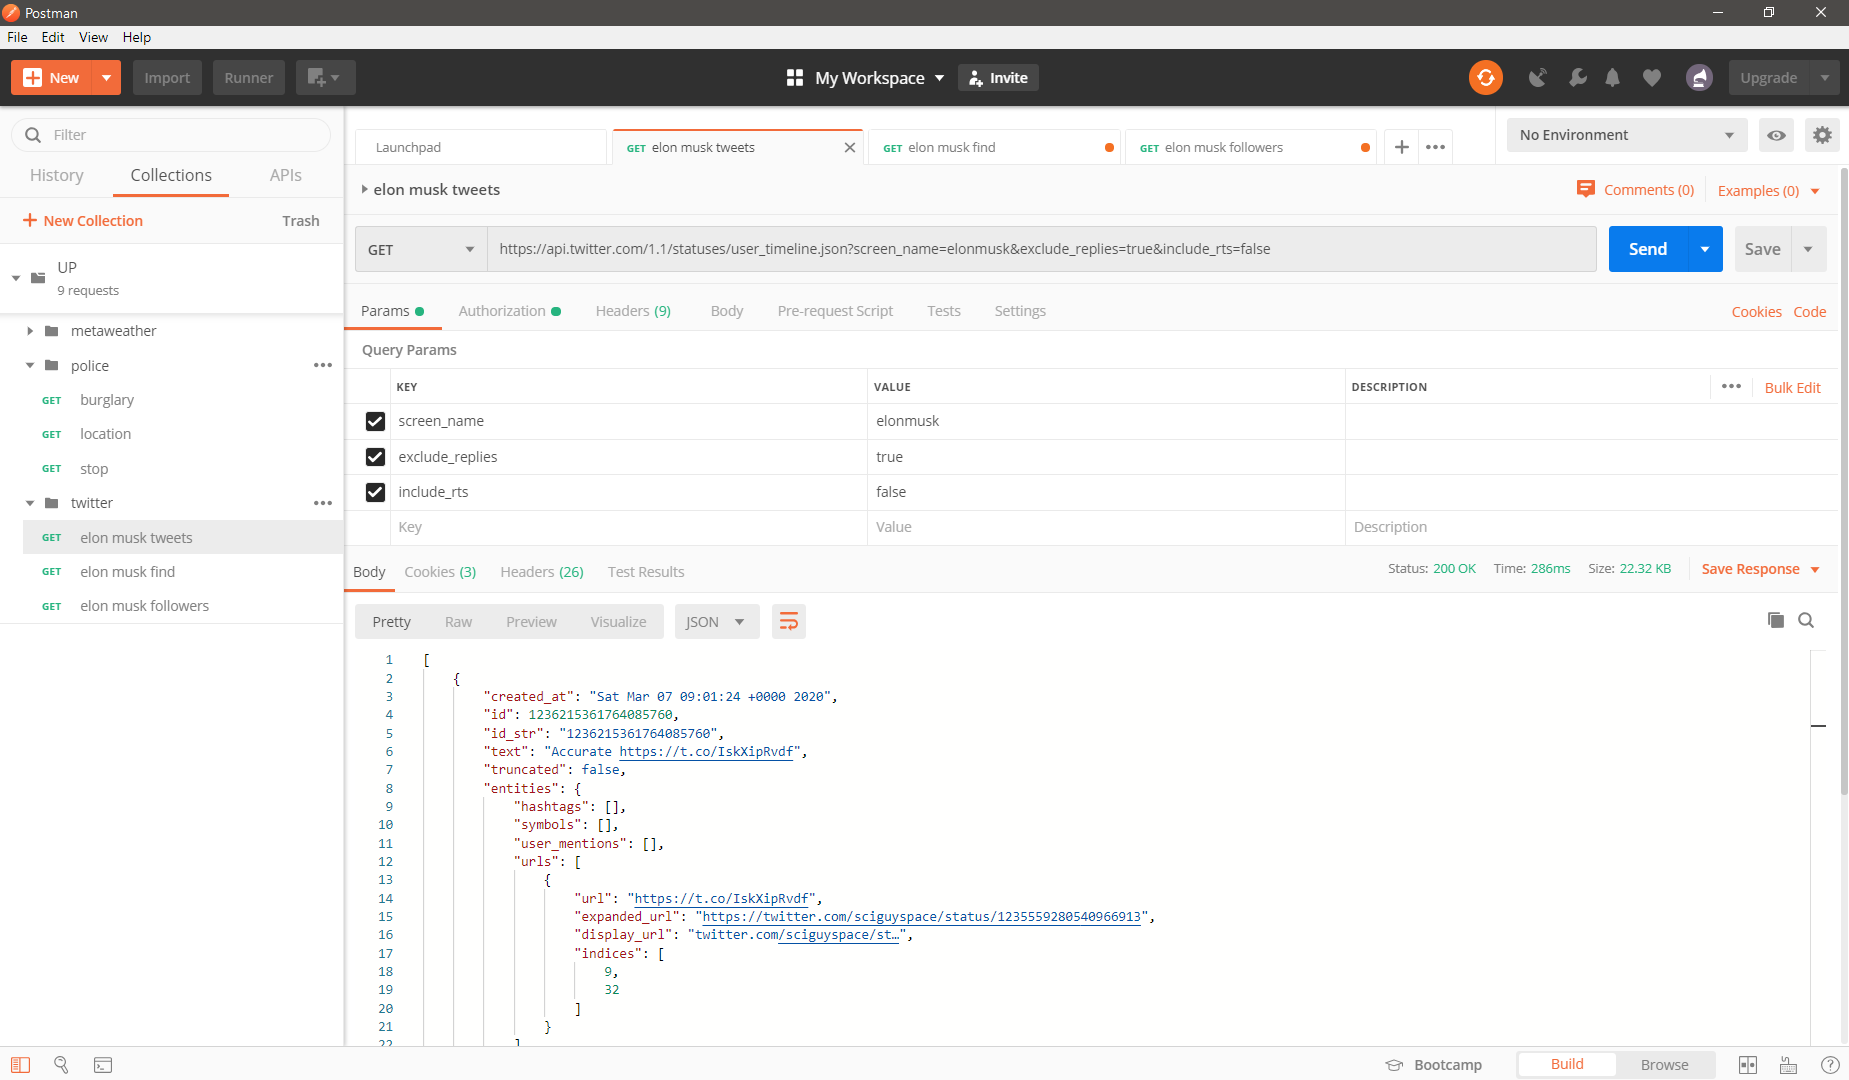 Postman
File Edit View Help
New Import Runner My Workspace Invite Upgrade
Filter
History Collections APIs
New Collection Trash
UP
9 requests
metaweather
police
GET burglary
GET location
GET stop
twitter
GET elon musk tweets
GET elon musk find
GET elon musk followers
Launchpad GET elon musk tweets GET elon musk find GET elon musk followers No Environment
elon musk tweets Comments (0) Examples (0)
GET https://api.twitter.com/1.1/statuses/user_timeline.json?screen_name=elonmusk&exclude_replies=true&include_rts=false Send Save
Params Authorization Headers (9) Body Pre-request Script Tests Settings Cookies Code
Query Params
KEY VALUE DESCRIPTION Bulk Edit
screen_name elonmusk
exclude_replies true
include_rts false
Key Value Description
Body Cookies (3) Headers (26) Test Results Status: 200 OK Time: 286ms Size: 22.32 KB Save Response
Pretty Raw Preview Visualize JSON
1 [
2 {
3 "created_at": "Sat Mar 07 09:01:24 +0000 2020",
4 "id": 1236215361764085760,
5 "id_str": "1236215361764085760",
6 "text": "Accurate https://t.co/IskXipRvdf",
7 "truncated": false,
8 "entities": {
9 "hashtags": [],
10 "symbols": [],
11 "user_mentions": [],
12 "urls": [
13 {
14 "url": "https://t.co/IskXipRvdf",
15 "expanded_url": "https://twitter.com/sciguyspace/status/1235559280540966913",
16 "display_url": "twitter.com/sciguyspace/st…",
17 "indices": [
18 9,
19 32
20 ]
21 }
22 ]
Bootcamp Build Browse